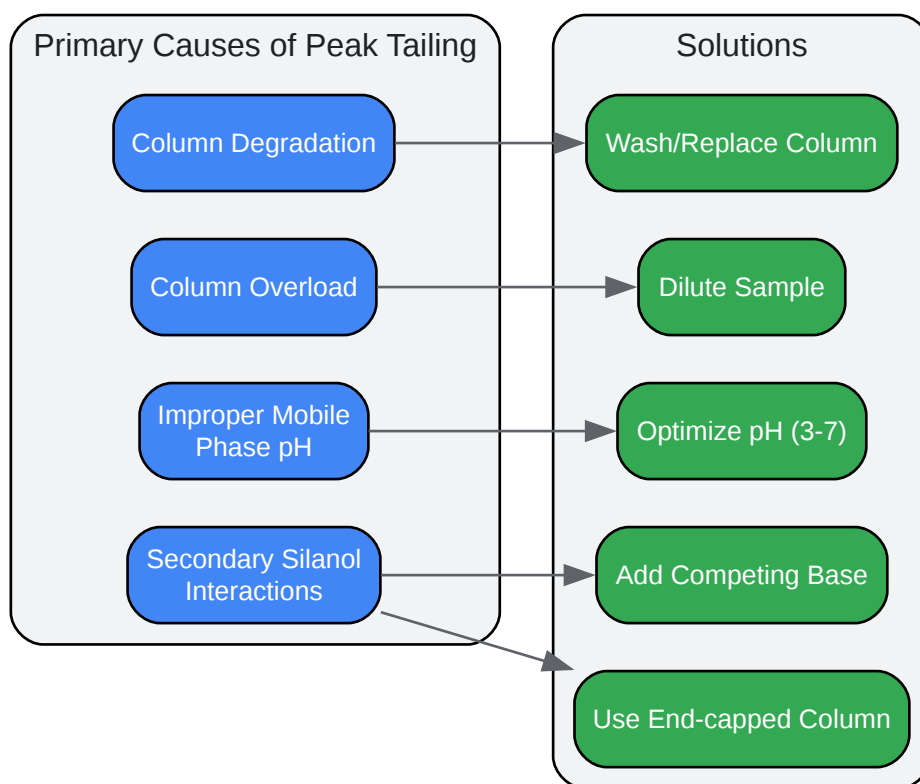 Primary Causes of Peak Tailing
Column Degradation
Column Overload
Improper Mobile
Phase pH
Secondary Silanol
Interactions
Solutions
Wash/Replace Column
Dilute Sample
Optimize pH (3-7)
Add Competing Base
Use End-capped Column